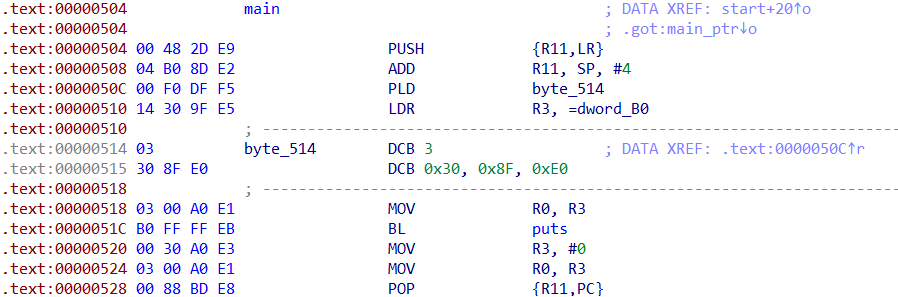 .text:00000504 main ; DATA XREF: start+20↑o
.text:00000504 ; .got:main_ptr↓o
.text:00000504 00 48 2D E9 PUSH {R11,LR}
.text:00000508 04 B0 8D E2 ADD R11, SP, #4
.text:0000050C 00 F0 DF F5 PLD byte_514
.text:00000510 14 30 9F E5 LDR R3, =dword_B0
.text:00000510 ; ---------------------------------------------------------------------------
.text:00000514 03 byte_514 DCB 3 ; DATA XREF: .text:0000050C↑r
.text:00000515 30 8F E0 DCB 0x30, 0x8F, 0xE0
.text:00000518 ; ---------------------------------------------------------------------------
.text:00000518 03 00 A0 E1 MOV R0, R3
.text:0000051C B0 FF FF EB BL puts
.text:00000520 00 30 A0 E3 MOV R3, #0
.text:00000524 03 00 A0 E1 MOV R0, R3
.text:00000528 00 88 BD E8 POP {R11,PC}